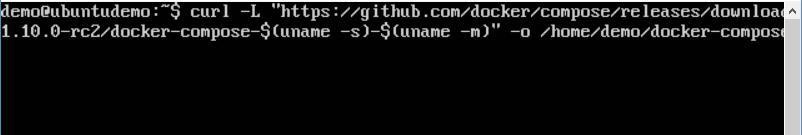 demo@ubuntudemo:~$ curl -L "https://github.com/docker/compose/releases/downloa
1.10.0-rc2/docker-compose-$(uname -s)-$(uname -m)" -o /home/demo/docker-compose